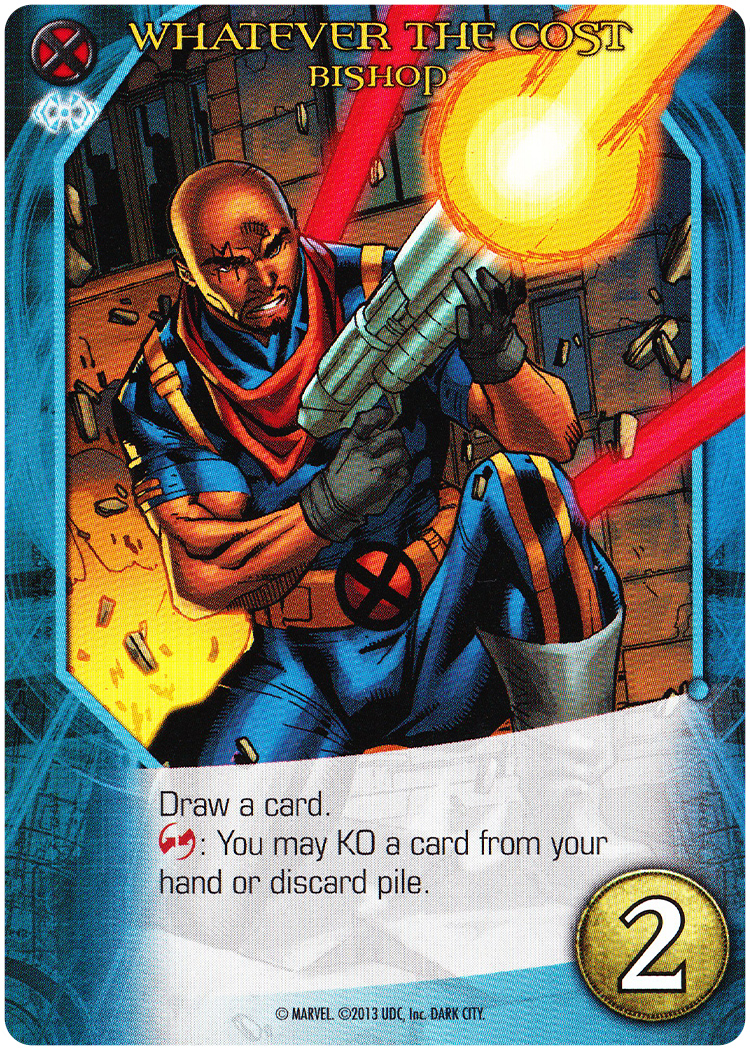 WHATEVER THE COST
BISHOP
Draw a card.
: You may KO a card from your
hand or discard pile.
2
© MARVEL. ©2013 UDC, Inc. DARK CITY.